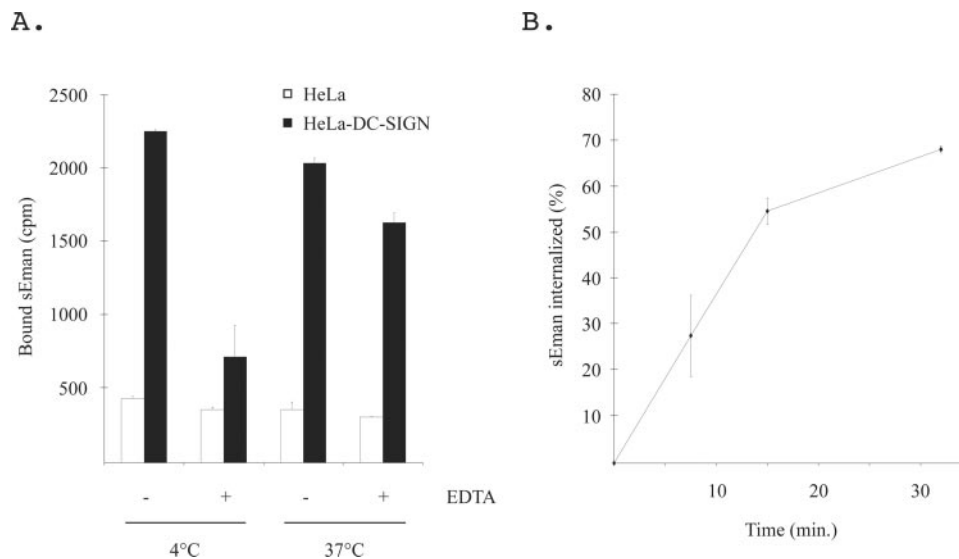 A.
Bound sEman (cpm)
2500
2000
1500
1000
500
HeLa
HeLa-DC-SIGN
- + - + EDTA
4°C 37°C
B.
sEman internalized (%)
80
70
60
50
40
30
20
10
10 20 30
Time (min.)